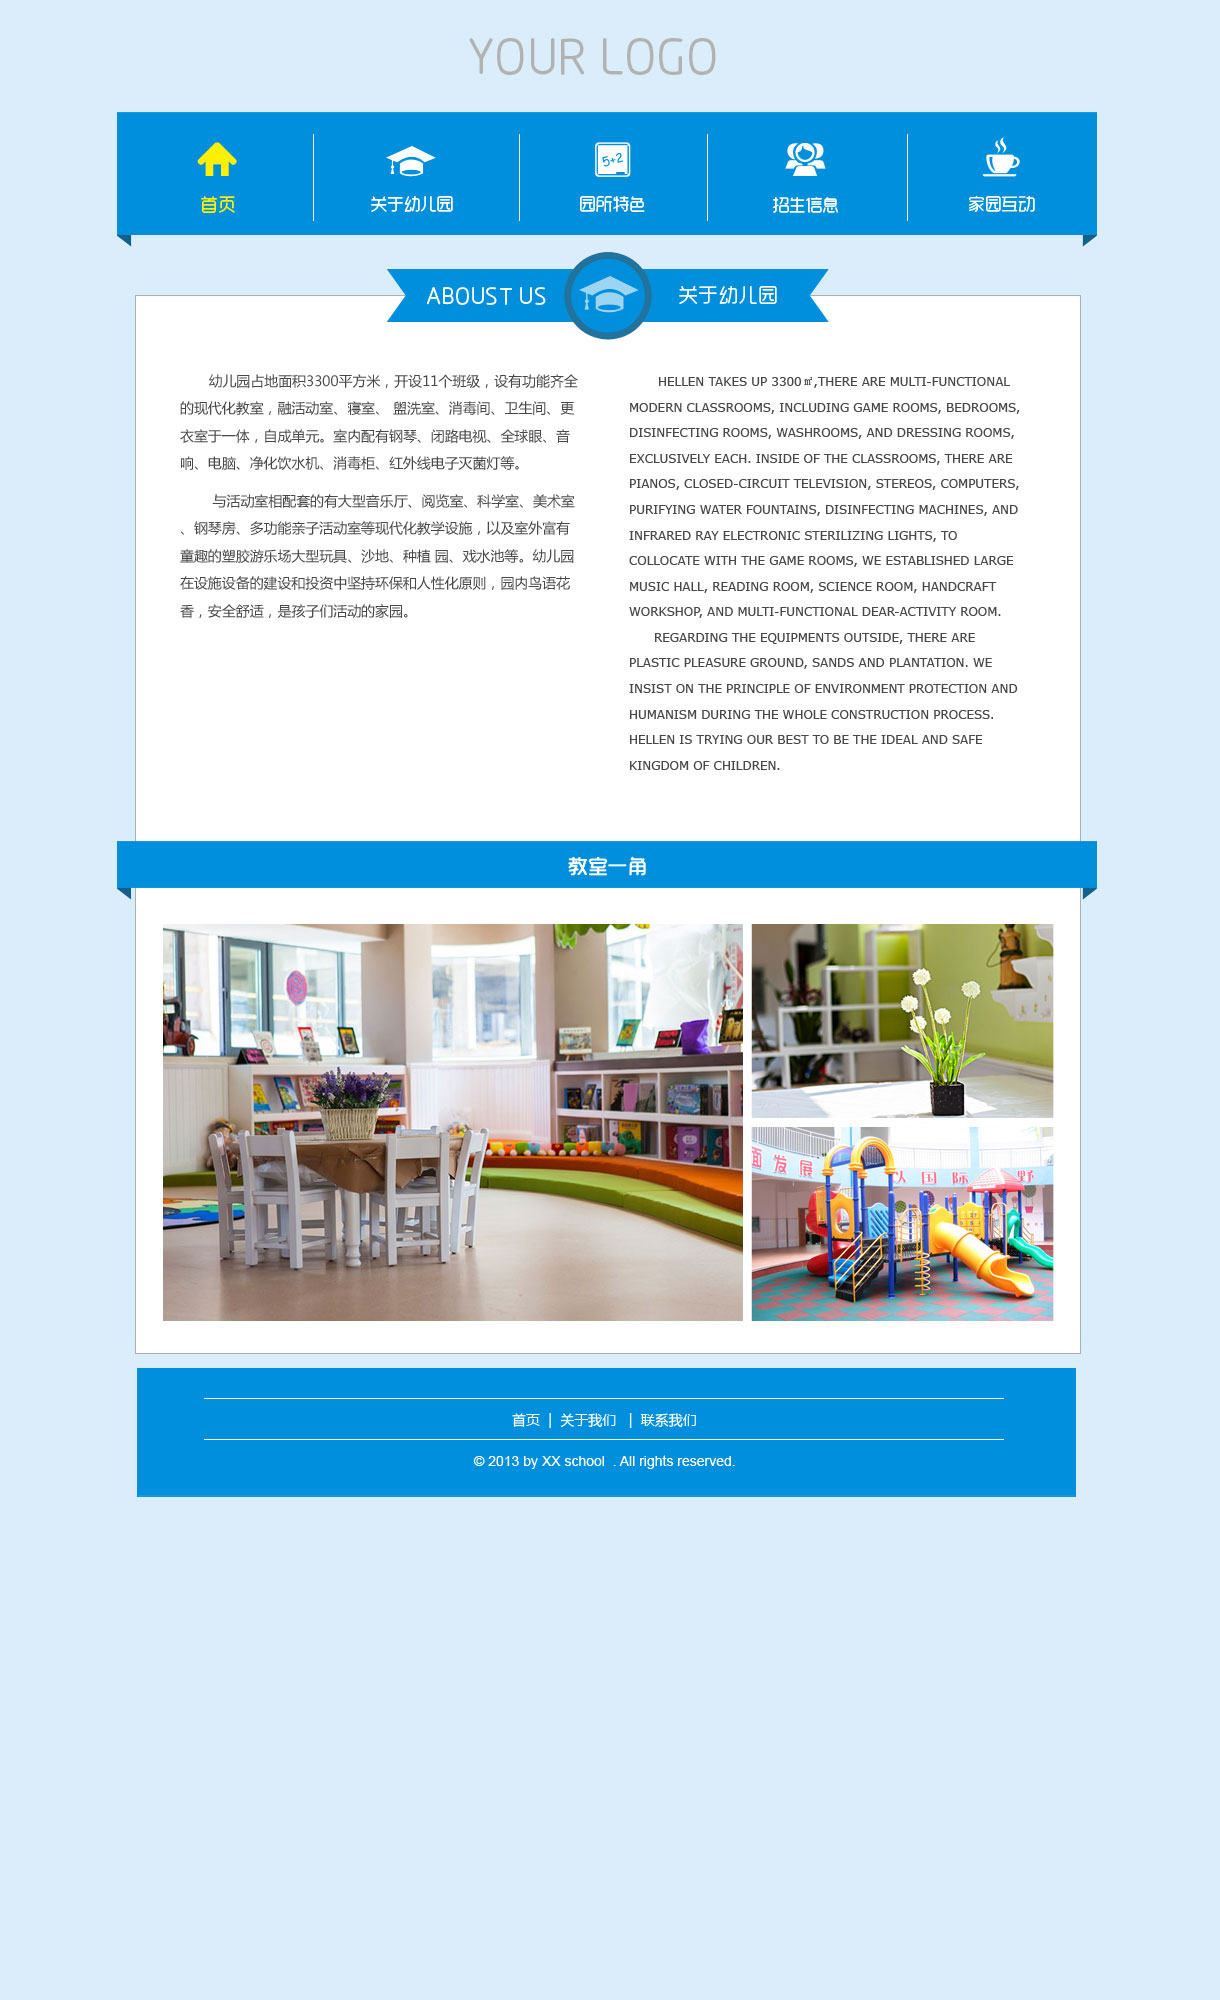 YOUR LOGO
5+2
首页 关于幼儿园 园所特色 招生信息 家园互动
ABOUST US 关于幼儿园
幼儿园占地面积3300平方米，开设11个班级，设有功能齐全
的现代化教室，融活动室、寝室、 盥洗室、消毒间、卫生间、更
衣室于一体，自成单元。室内配有钢琴、闭路电视、全球眼、音
响、电脑、净化饮水机、消毒柜、红外线电子灭菌灯等。
与活动室相配套的有大型音乐厅、阅览室、科学室、美术室
、钢琴房、多功能亲子活动室等现代化教学设施，以及室外富有
童趣的塑胶游乐场大型玩具、沙地、种植 园、戏水池等。幼儿园
在设施设备的建设和投资中坚持环保和人性化原则，园内鸟语花
香，安全舒适，是孩子们活动的家园。
HELLEN TAKES UP 3300㎡,THERE ARE MULTI-FUNCTIONAL
MODERN CLASSROOMS, INCLUDING GAME ROOMS, BEDROOMS,
DISINFECTING ROOMS, WASHROOMS, AND DRESSING ROOMS,
EXCLUSIVELY EACH. INSIDE OF THE CLASSROOMS, THERE ARE
PIANOS, CLOSED-CIRCUIT TELEVISION, STEREOS, COMPUTERS,
PURIFYING WATER FOUNTAINS, DISINFECTING MACHINES, AND
INFRARED RAY ELECTRONIC STERILIZING LIGHTS, TO
COLLOCATE WITH THE GAME ROOMS, WE ESTABLISHED LARGE
MUSIC HALL, READING ROOM, SCIENCE ROOM, HANDCRAFT
WORKSHOP, AND MULTI-FUNCTIONAL DEAR-ACTIVITY ROOM.
REGARDING THE EQUIPMENTS OUTSIDE, THERE ARE
PLASTIC PLEASURE GROUND, SANDS AND PLANTATION. WE
INSIST ON THE PRINCIPLE OF ENVIRONMENT PROTECTION AND
HUMANISM DURING THE WHOLE CONSTRUCTION PROCESS.
HELLEN IS TRYING OUR BEST TO BE THE IDEAL AND SAFE
KINGDOM OF CHILDREN.
教室一角
面发展 以国际 野
首页 | 关于我们 | 联系我们
© 2013 by XX school . All rights reserved.